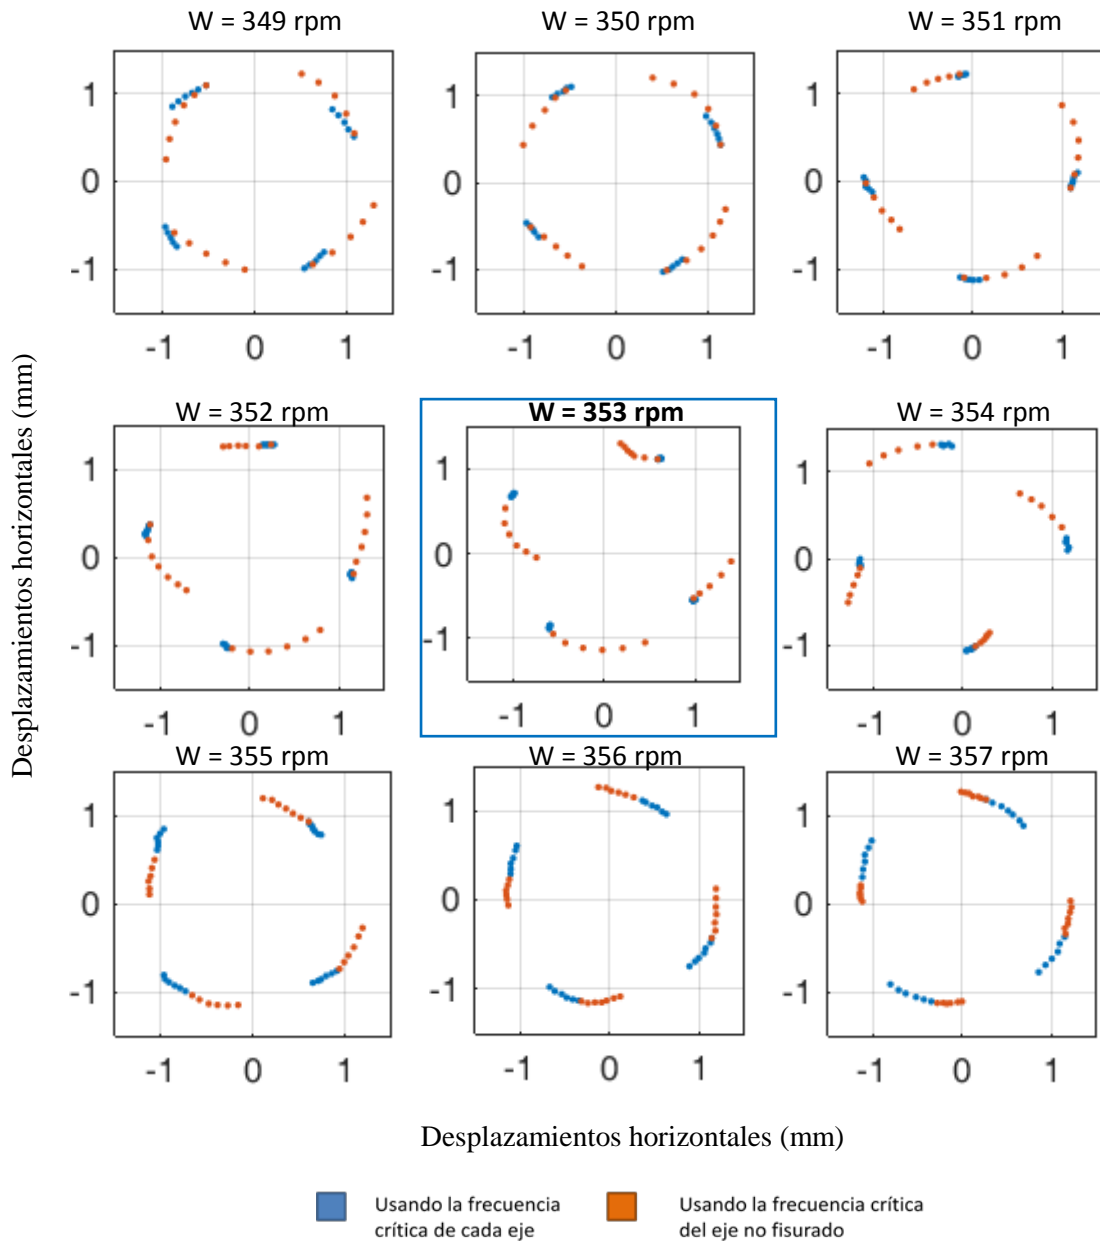 W = 349 rpm
W = 350 rpm
W = 351 rpm
1
0
-1
-1 0 1
1
0
-1
-1 0 1
1
0
-1
-1 0 1
Desplazamientos horizontales (mm)
W = 352 rpm
W = 353 rpm
W = 354 rpm
1
0
-1
-1 0 1
1
0
-1
-1 0 1
1
0
-1
-1 0 1
W = 355 rpm
W = 356 rpm
W = 357 rpm
1
0
-1
-1 0 1
1
0
-1
-1 0 1
1
0
-1
-1 0 1
Desplazamientos horizontales (mm)
Usando la frecuencia
crítica de cada eje
Usando la frecuencia crítica
del eje no fisurado